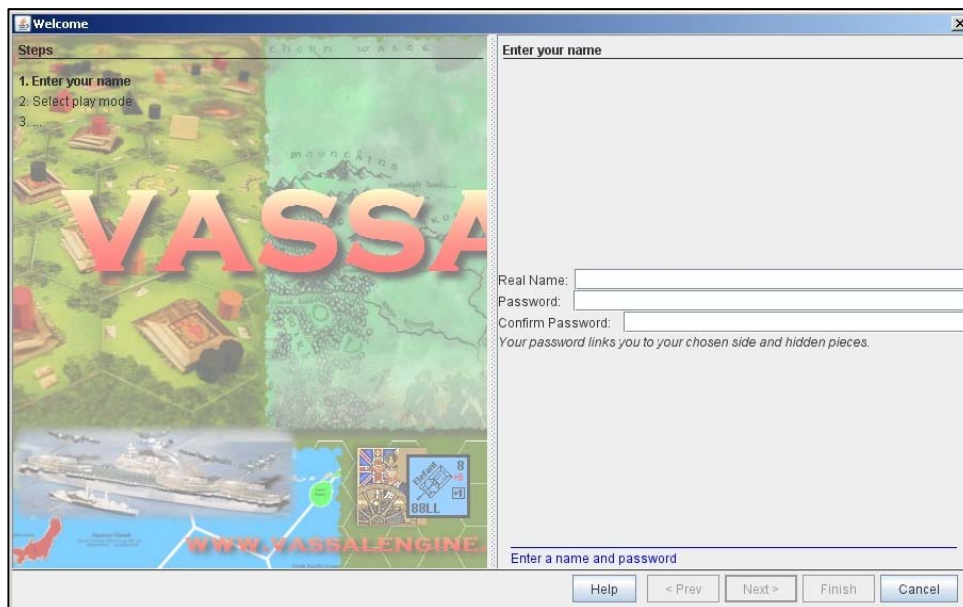 Welcome
Steps
1. Enter your name
2. Select play mode
3. ...
VASSA
WWW.VASSALENGINE.
Elefant
8
+1
88LL
Enter your name
Real Name:
Password:
Confirm Password:
Your password links you to your chosen side and hidden pieces.
Enter a name and password
Help
< Prev
Next >
Finish
Cancel